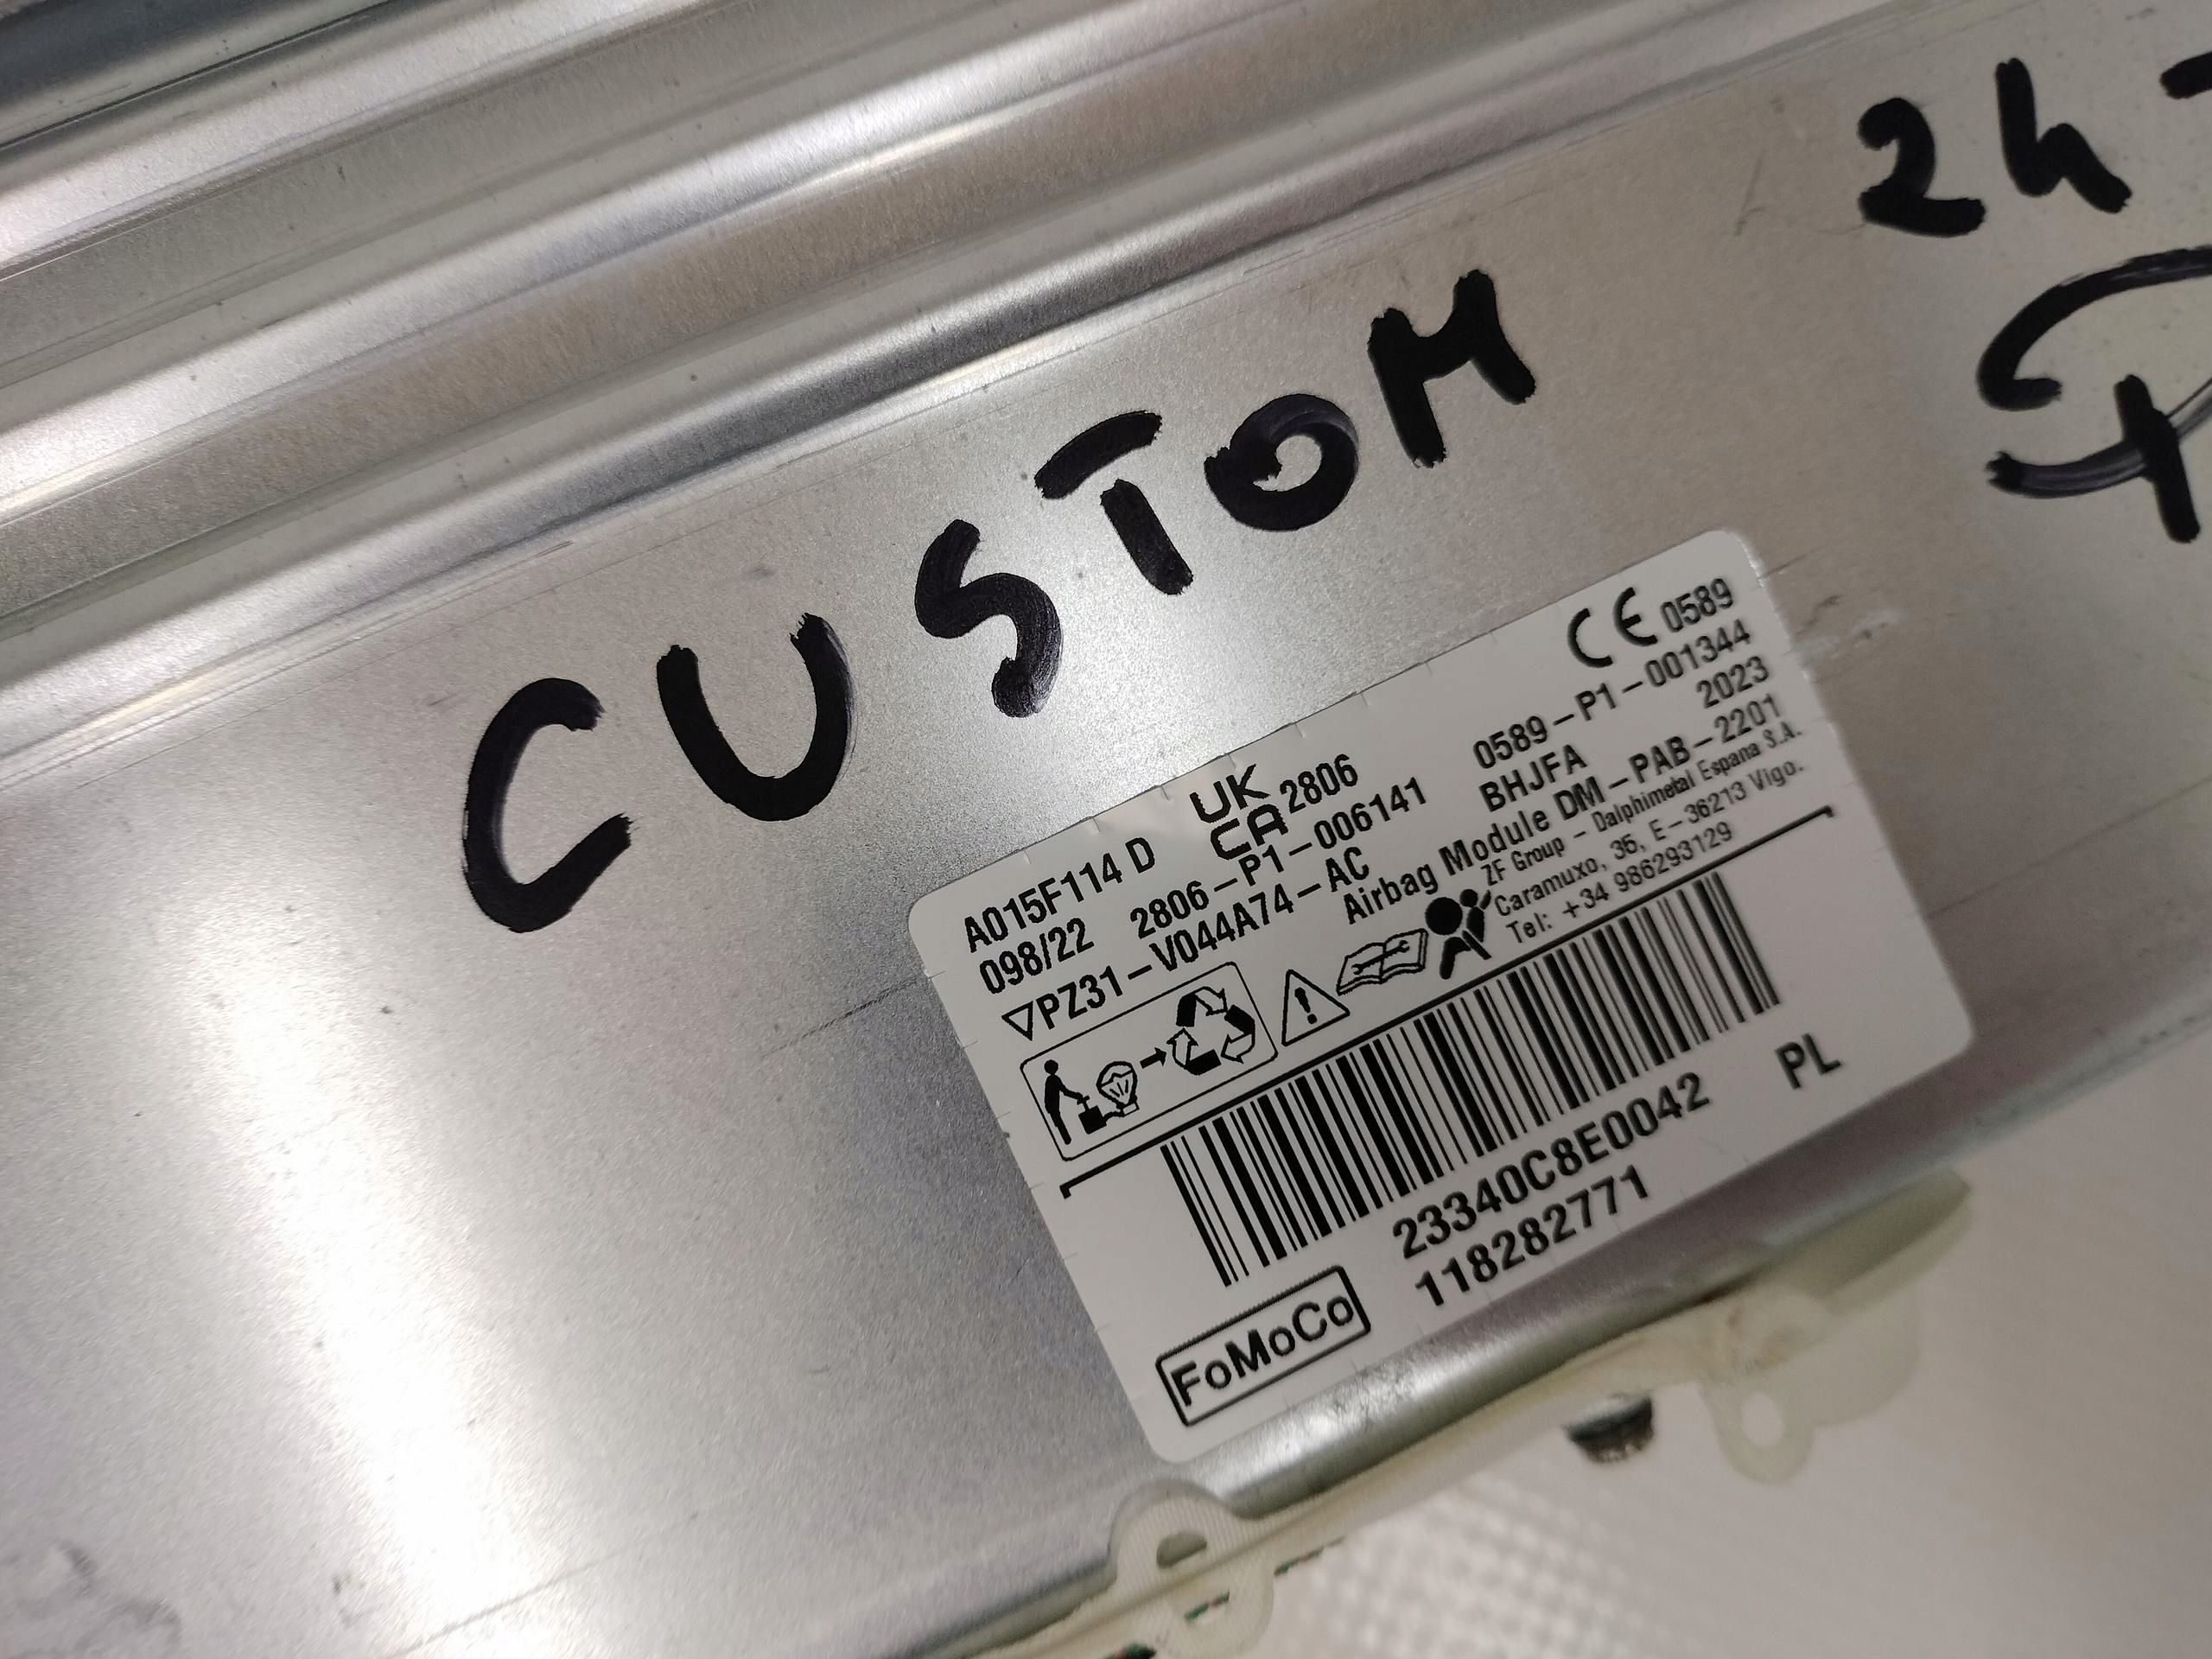 24-
CUSTOM
A015F114 D UK CA 2806 CE 0589
098/22 2806-P1-006141 0589-P1-001344
PZ31-V044A74-AC BHJFA 2023
Airbag Module DM-PAB-2201
ZF Group - Dalphimetal Espana S.A.
Caramuxo, 36, E-36213 Vigo.
Tel: +34 986293129
23340C8E0042 PL
118282771
FoMoCo